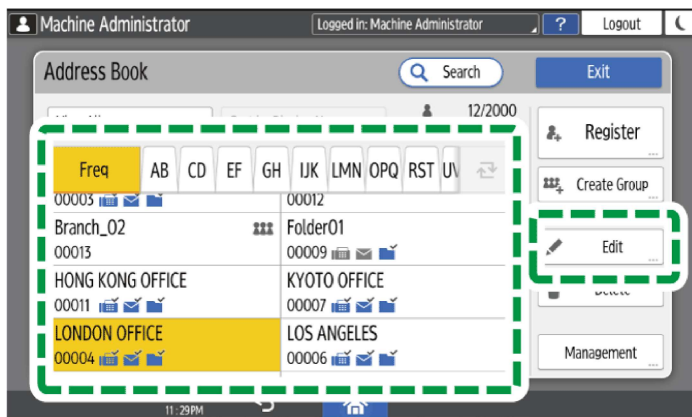 Machine Administrator
Logged in: Machine Administrator
?
Logout
Address Book
Search
Exit
12/2000
Register
Freq
AB
CD
EF
GH
IJK
LMN
OPQ
RST
UV
Create Group
00003
00012
Branch_02
Folder01
00013
00009
Edit
HONG KONG OFFICE
KYOTO OFFICE
00011
00007
Delete
LONDON OFFICE
LOS ANGELES
00004
00006
Management
11:29PM